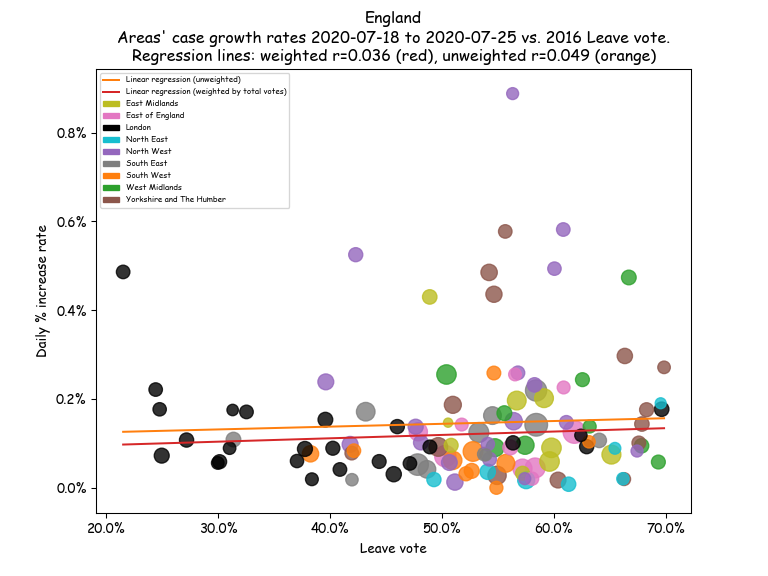 England
Areas' case growth rates 2020-07-18 to 2020-07-25 vs. 2016 Leave vote.
Regression lines: weighted r=0.036 (red), unweighted r=0.049 (orange)
Linear regression (unweighted)
Linear regression (weighted by total votes)
East Midlands
East of England
London
North East
North West
South East
South West
West Midlands
Yorkshire and The Humber
Daily % increase rate
0.8%
0.6%
0.4%
0.2%
0.0%
20.0% 30.0% 40.0% 50.0% 60.0% 70.0%
Leave vote